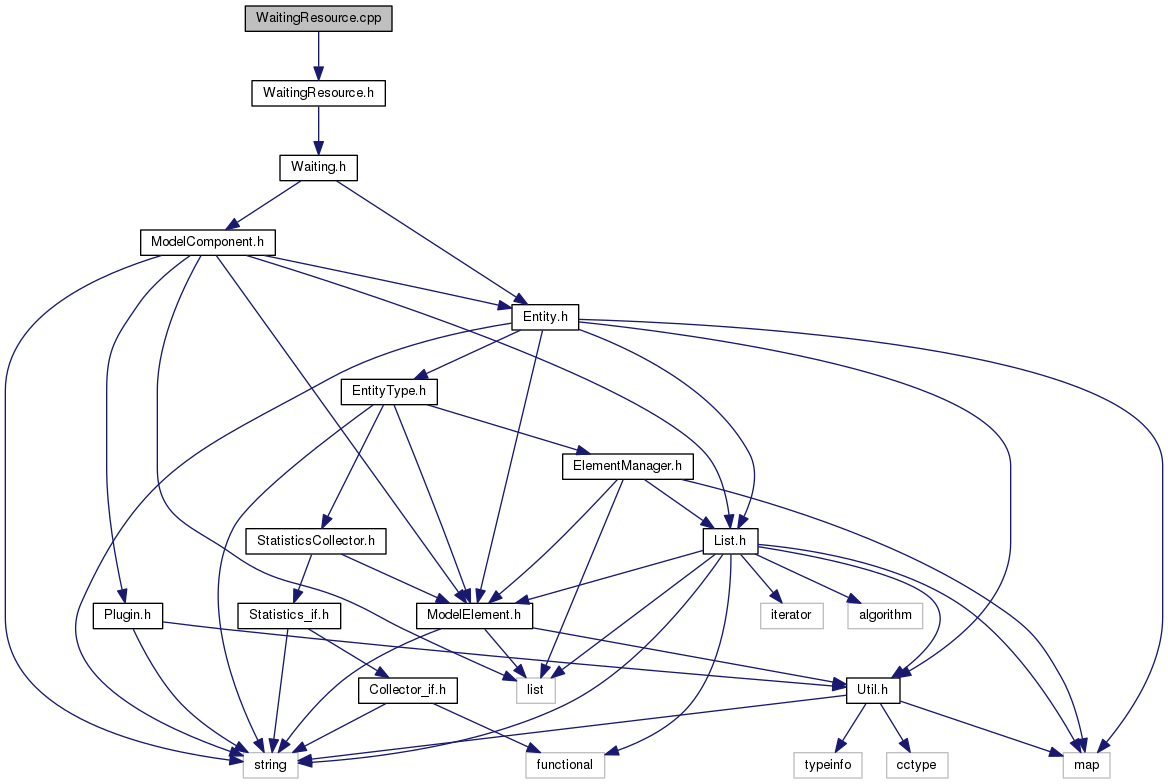 WaitingResource.cpp
WaitingResource.h
Waiting.h
ModelComponent.h
Entity.h
EntityType.h
ElementManager.h
StatisticsCollector.h
List.h
Plugin.h
Statistics_if.h
ModelElement.h
iterator
algorithm
Collector_if.h
list
Util.h
string
functional
typeinfo
cctype
map